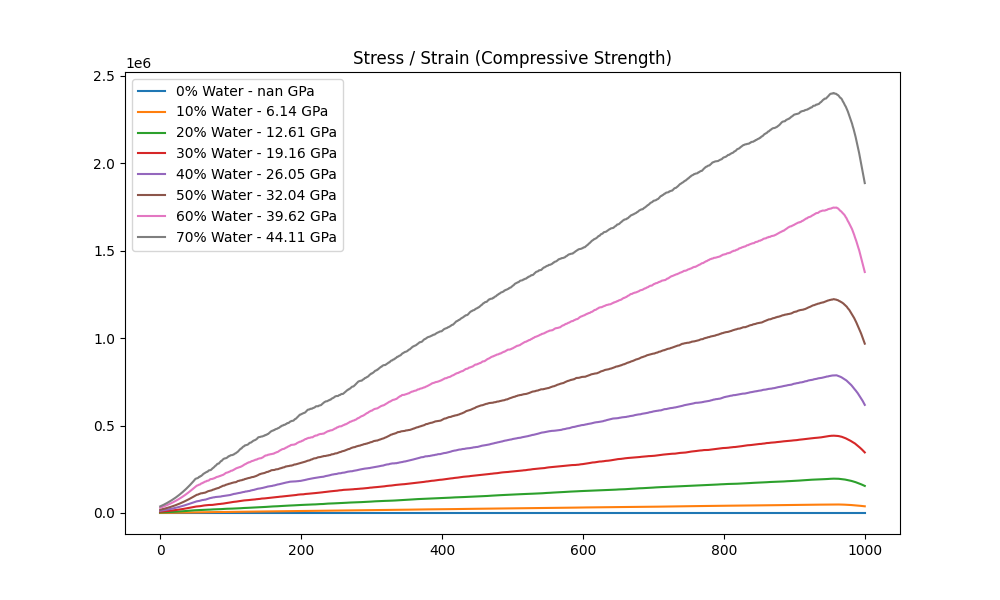 Stress / Strain (Compressive Strength)
1e6
2.5
2.0
1.5
1.0
0.5
0.0
0% Water - nan GPa
10% Water - 6.14 GPa
20% Water - 12.61 GPa
30% Water - 19.16 GPa
40% Water - 26.05 GPa
50% Water - 32.04 GPa
60% Water - 39.62 GPa
70% Water - 44.11 GPa
0 200 400 600 800 1000